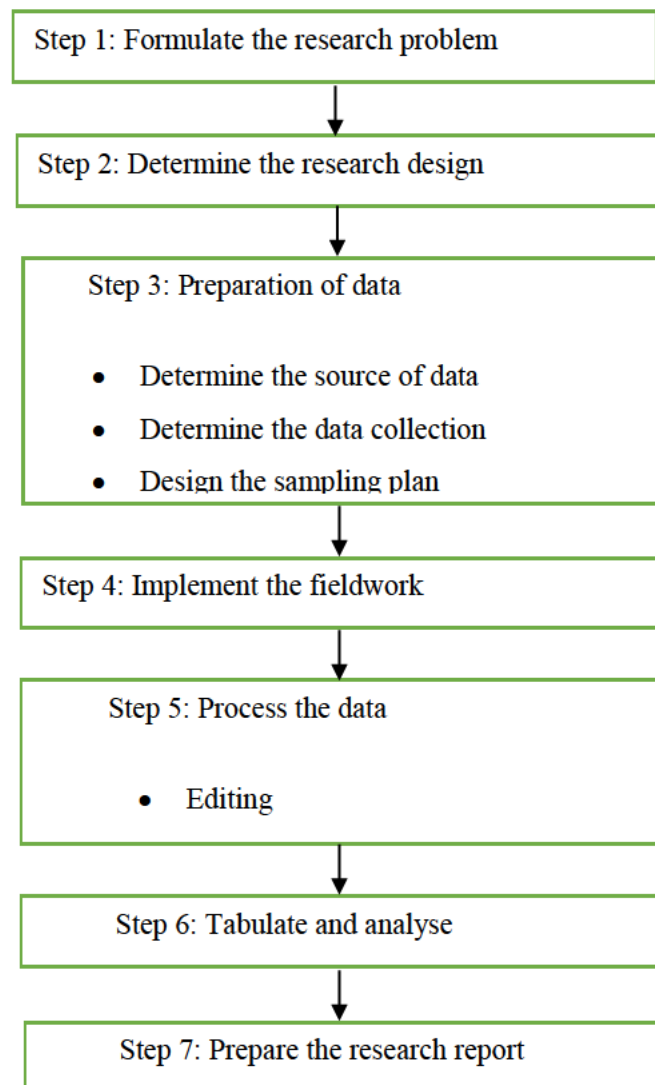 Step 1: Formulate the research problem
Step 2: Determine the research design
Step 3: Preparation of data
• Determine the source of data
• Determine the data collection
• Design the sampling plan
Step 4: Implement the fieldwork
Step 5: Process the data
• Editing
Step 6: Tabulate and analyse
Step 7: Prepare the research report